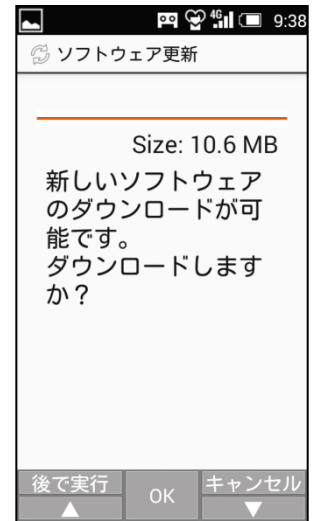 4G 9:38
ソフトウェア更新
Size: 10.6 MB
新しいソフトウェア
のダウンロードが可
能です。
ダウンロードします
か？
後で実行 OK キャンセル